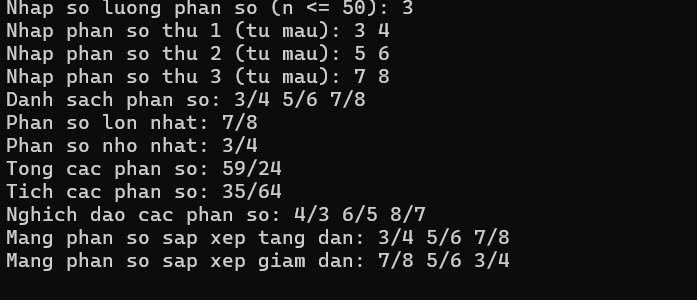 Nhap so luong phan so (n <= 50): 3
Nhap phan so thu 1 (tu mau): 3 4
Nhap phan so thu 2 (tu mau): 5 6
Nhap phan so thu 3 (tu mau): 7 8
Danh sach phan so: 3/4 5/6 7/8
Phan so lon nhat: 7/8
Phan so nho nhat: 3/4
Tong cac phan so: 59/24
Tich cac phan so: 35/64
Nghich dao cac phan so: 4/3 6/5 8/7
Mang phan so sap xep tang dan: 3/4 5/6 7/8
Mang phan so sap xep giam dan: 7/8 5/6 3/4